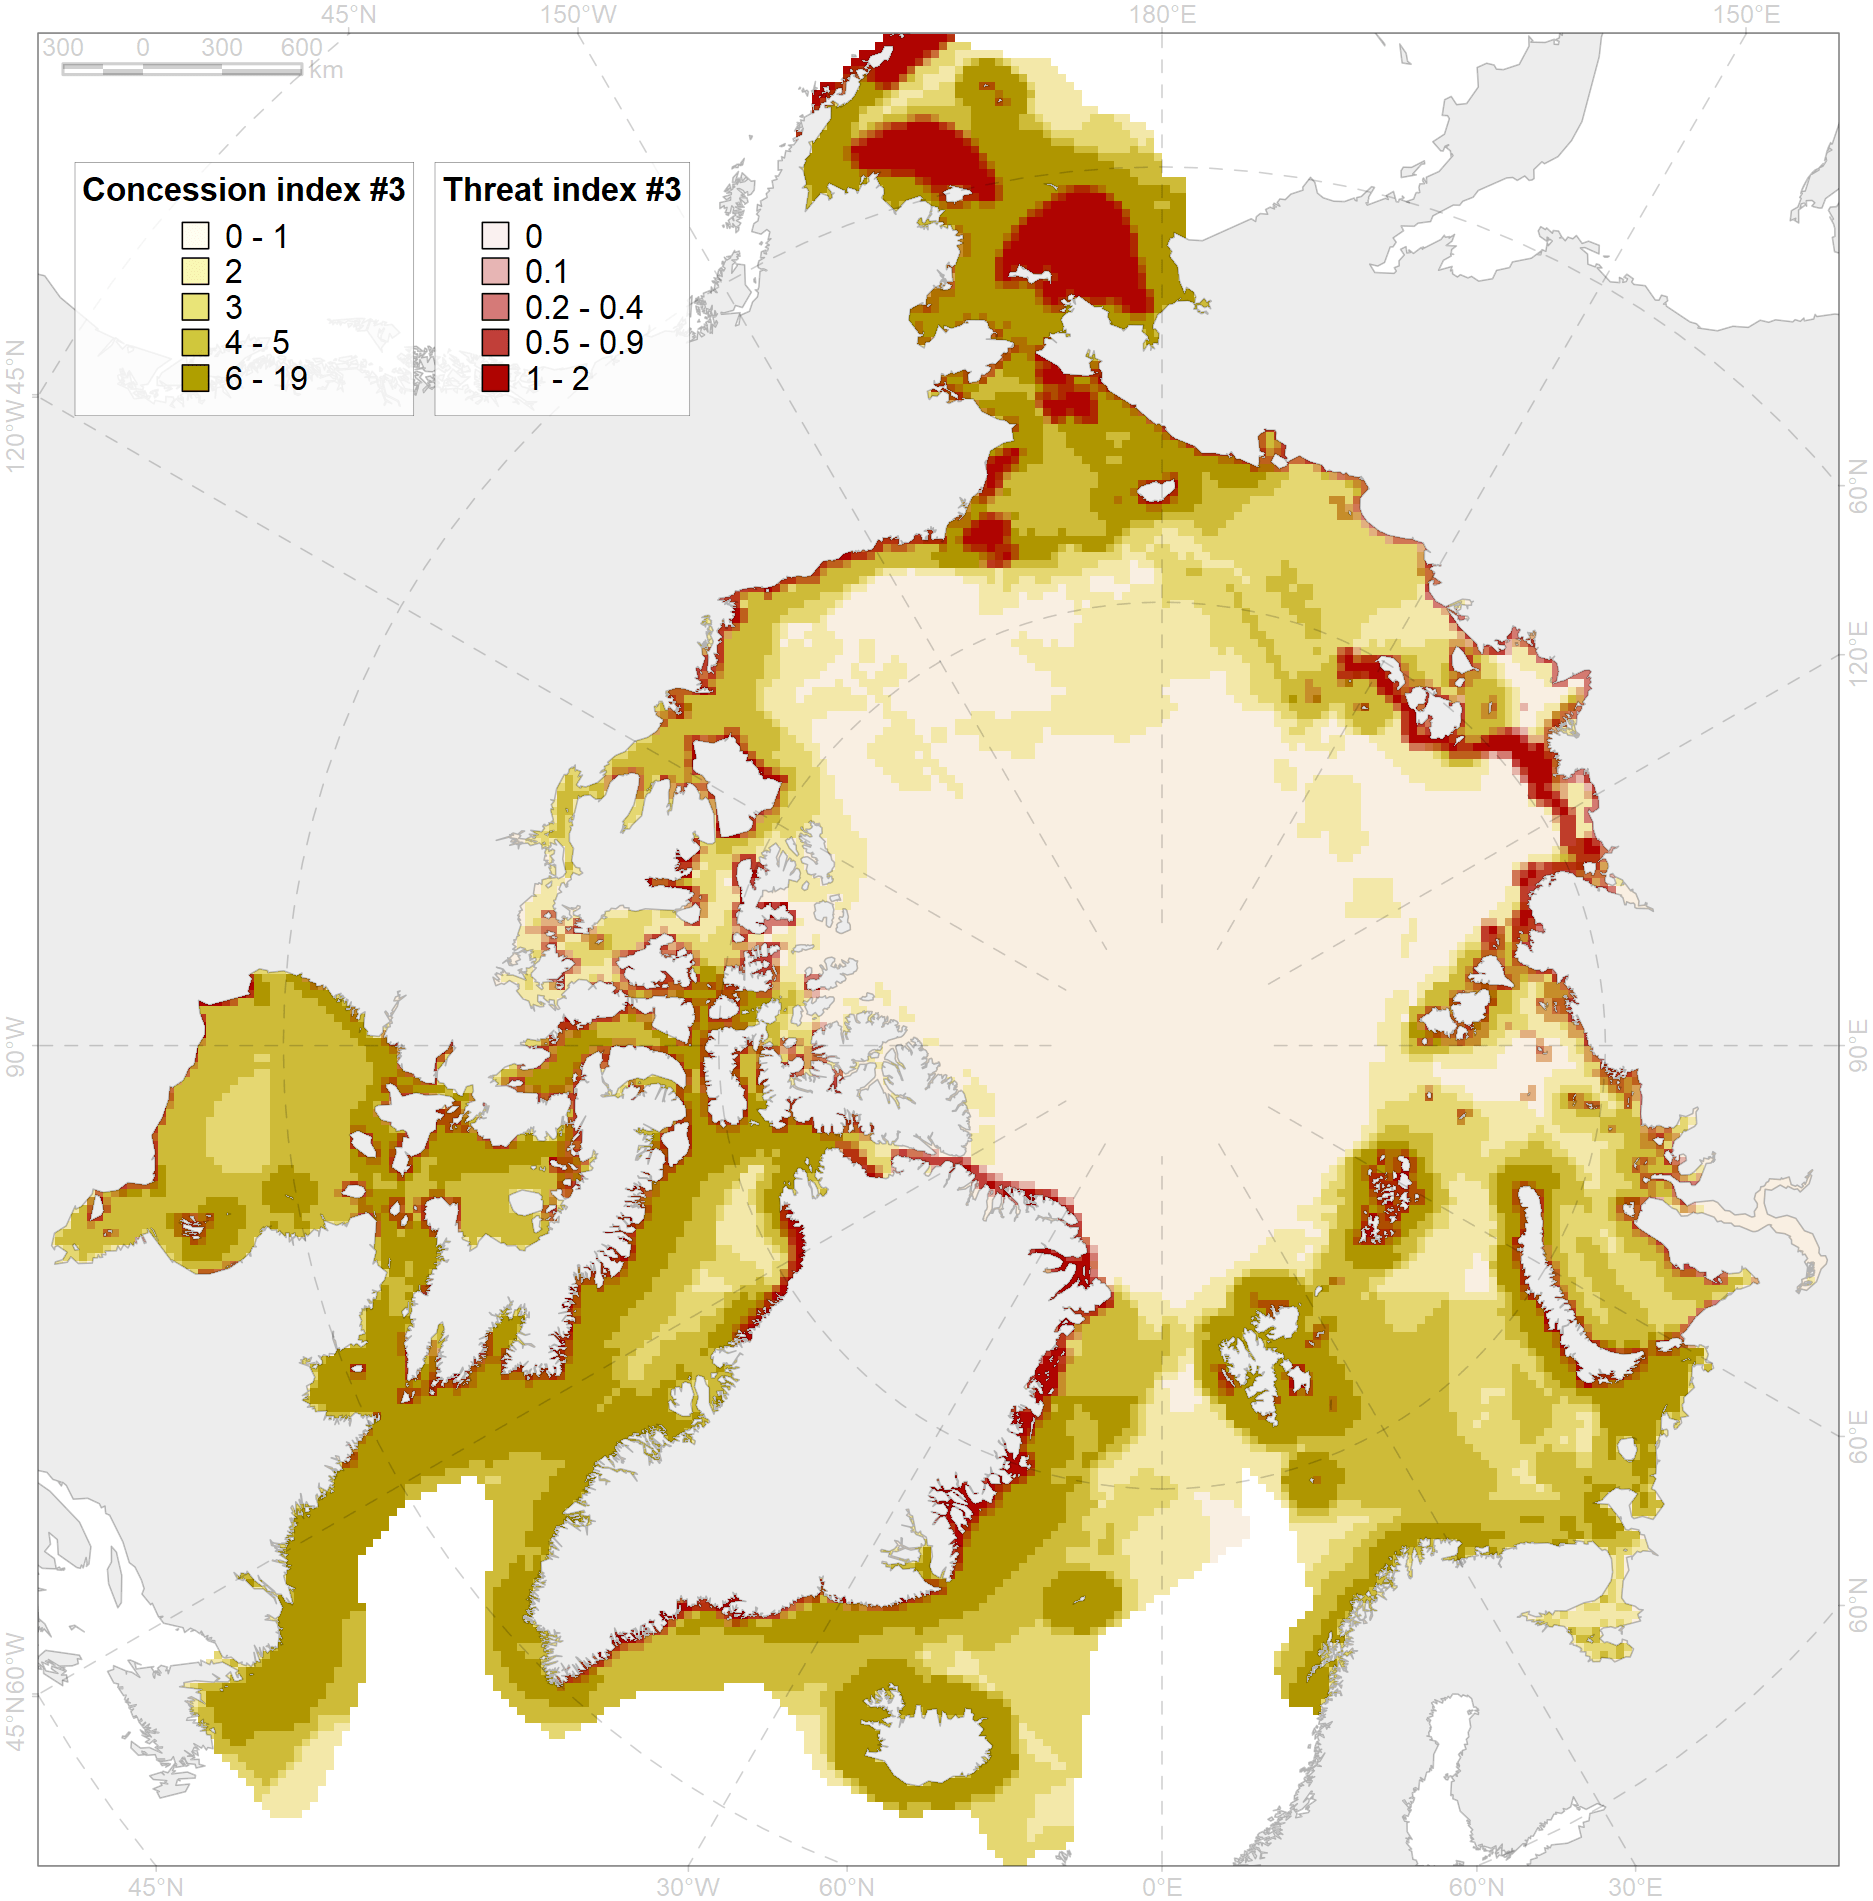 45°N 150°W 180°E 150°E
300 0 300 600 km
Concession index #3
0 - 1
2
3
4 - 5
6 - 19
Threat index #3
0
0.1
0.2 - 0.4
0.5 - 0.9
1 - 2
45°N
120°W
90°W
60°W
45°N
60°N
120°E
90°E
60°E
60°N
45°N 30°W 60°N 0°E 60°N 30°E